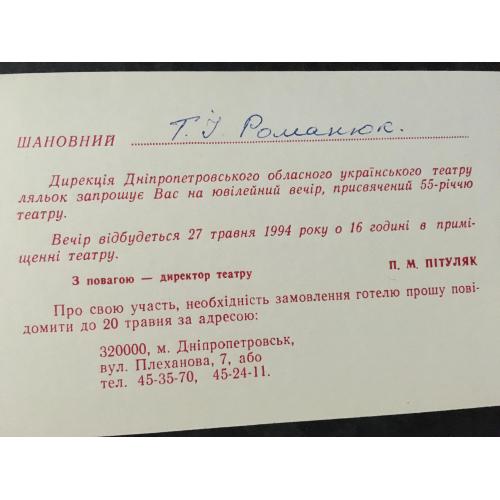 ШАНОВНИЙ Т. І. Романюк.
Дирекція Дніпропетровського обласного українського театру
ляльок запрошує Вас на ювілейний вечір, присвячений 55-річчю
театру.
Вечір відбудеться 27 травня 1994 року о 16 годині в примі-
щенні театру.
З повагою — директор театру П. М. ПІТУЛЯК
Про свою участь, необхідність замовлення готелю прошу пові-
домити до 20 травня за адресою:
320000, м. Дніпропетровськ,
вул. Плеханова, 7, або
тел. 45-35-70, 45-24-11.